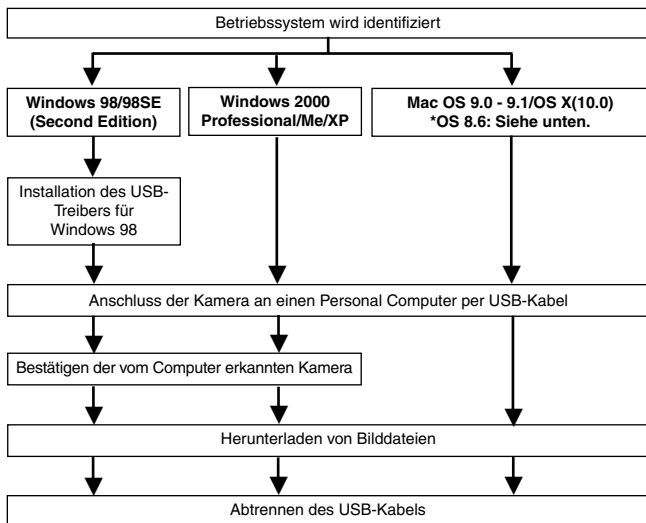 Betriebssystem wird identifiziert
Windows 98/98SE
(Second Edition)
Windows 2000
Professional/Me/XP
Mac OS 9.0 - 9.1/OS X(10.0)
*OS 8.6: Siehe unten.
Installation des USB-
Treibers für
Windows 98
Anschluss der Kamera an einen Personal Computer per USB-Kabel
Bestätigen der vom Computer erkannten Kamera
Herunterladen von Bilddateien
Abtrennen des USB-Kabels